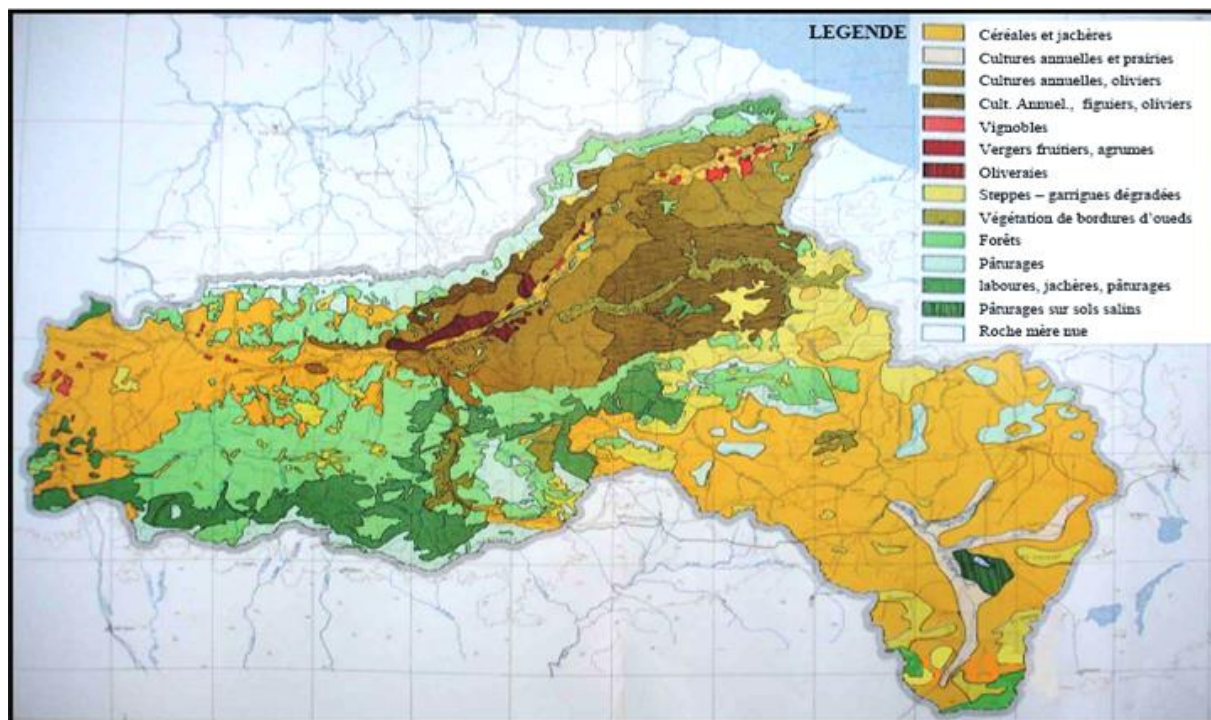 LEGENDE
Céréales et jachères
Cultures annuelles et prairies
Cultures annuelles, oliviers
Cult. Annuel., figuiers, oliviers
Vignobles
Vergers fruitiers, agrumes
Oliveraies
Steppes – garrigues dégradées
Végétation de bordures d'oueds
Forêts
Pâturages
laboures, jachères, pâturages
Pâturages sur sols salins
Roche mère nue